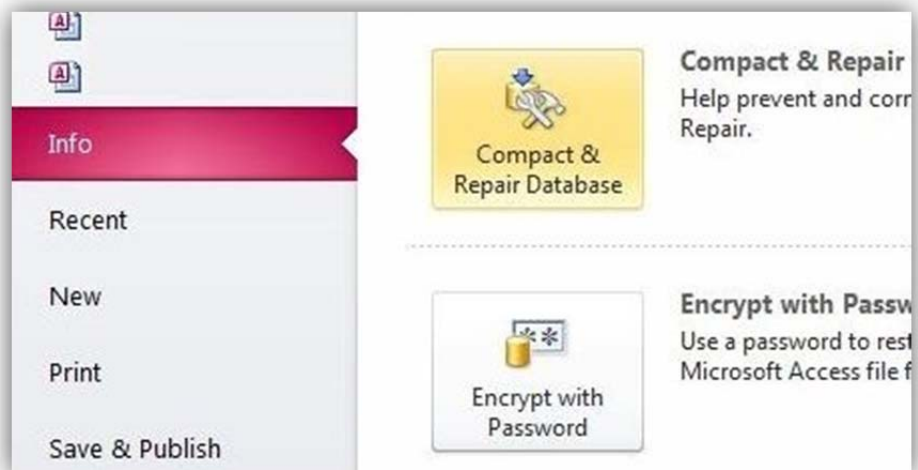 Info
Recent
New
Print
Save & Publish
Compact &
Repair Database
Compact & Repair
Help prevent and corr
Repair.
Encrypt with
Password
Encrypt with Passw
Use a password to rest
Microsoft Access file f